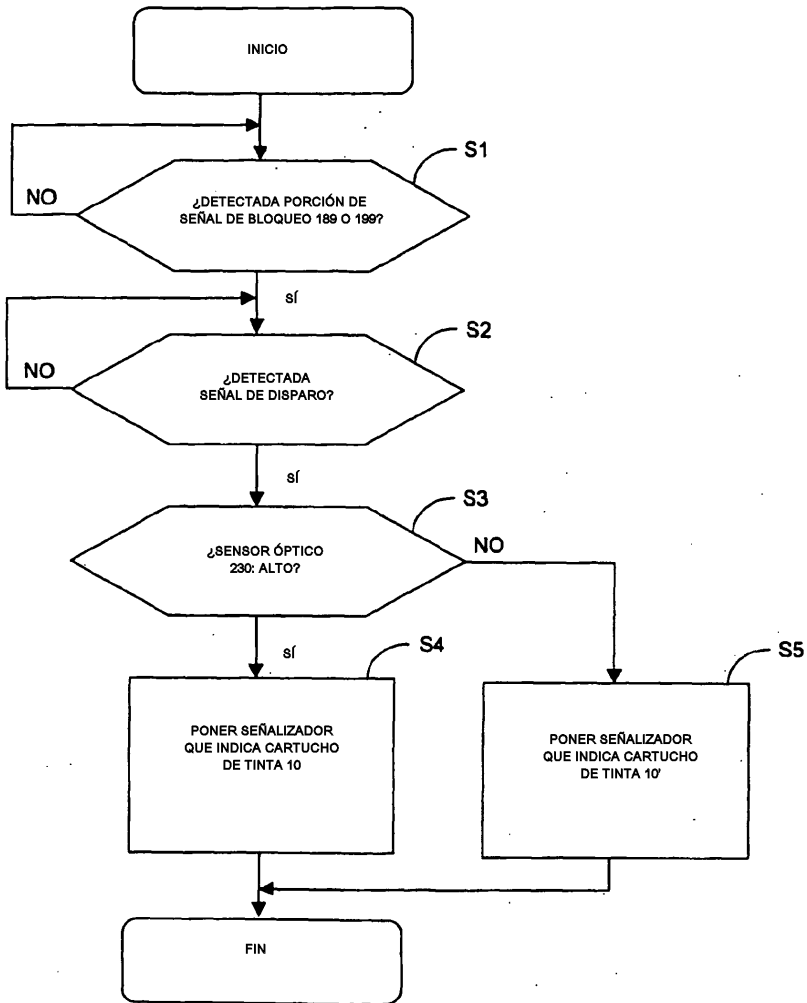 INICIO
S1
NO
¿DETECTADA PORCIÓN DE
SEÑAL DE BLOQUEO 189 O 199?
SÍ
S2
NO
¿DETECTADA
SEÑAL DE DISPARO?
SÍ
S3
NO
¿SENSOR ÓPTICO
230: ALTO?
SÍ
S4
S5
PONER SEÑALIZADOR
QUE INDICA CARTUCHO
DE TINTA 10
PONER SEÑALIZADOR
QUE INDICA CARTUCHO
DE TINTA 10'
FIN